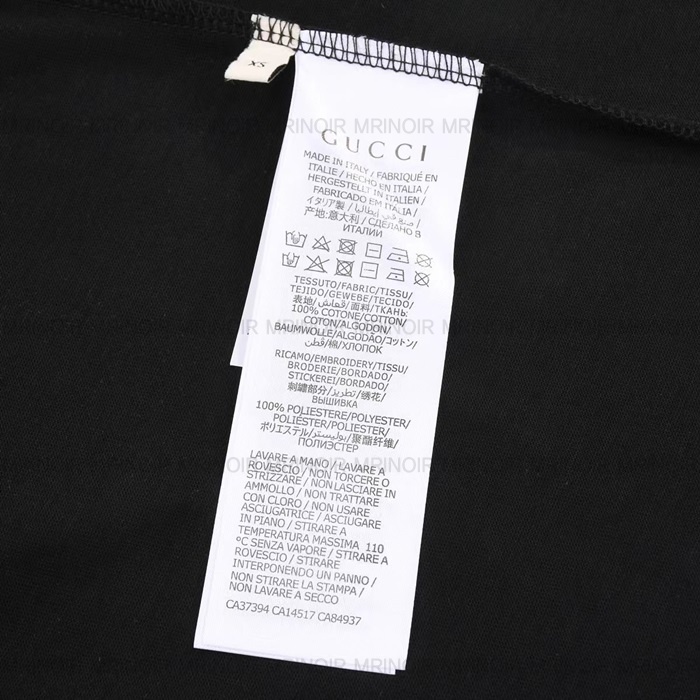 XS
MRINOIR MRINOIR MRINOIR
GUCCI
MADE IN ITALY / FABRIQUÉ EN
ITALIE / HECHO EN ITALIA /
HERGESTELLT IN ITALIEN /
FABRICADO EM ITALIA /
イタリア製 / صنع في إيطاليا /
产地:意大利 / СДЕЛАНО В
ИТАЛИИ
TESSUTO/FABRIC/TISSU/
TEJIDO/GEWEBE/TECIDO/
表地/قماش/面料/ТКАНЬ:
100% COTONE/COTTON/
COTON/ALGODON/
BAUMWOLLE/ALGODÃO/コットン/
قطن/棉/ХЛОПОК
RICAMO/EMBROIDERY/TISSU/
BRODERIE/BORDADO/
STICKEREI/BORDADO/
刺繍部分/تطريز/绣花/
ВЫШИВКА
100% POLIESTERE/POLYESTER/
POLIÉSTER/POLYESTER/
ポリエステル/بوليستر/聚酯纤维/
ПОЛИЭСТЕР
LAVARE A MANO / LAVARE A
ROVESCIO / NON TORCERE O
STRIZZARE / NON LASCIARE IN
AMMOLLO / NON TRATTARE
CON CLORO / NON USARE
ASCIUGATRICE / ASCIUGARE
IN PIANO / STIRARE A
TEMPERATURA MASSIMA 110
°C SENZA VAPORE / STIRARE A
ROVESCIO / STIRARE
INTERPONENDO UN PANNO /
NON STIRARE LA STAMPA /
NON LAVARE A SECCO
CA37394 CA14517 CA84937